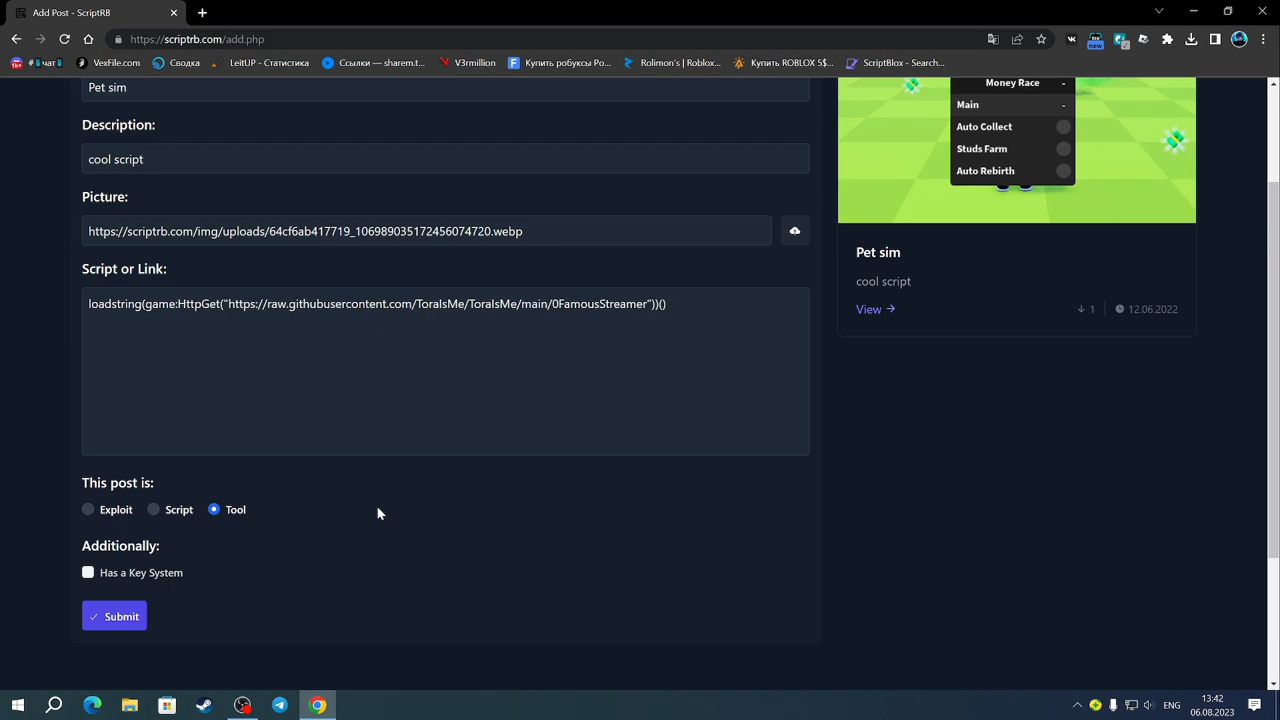 Add Post - ScriptRB
https://scriptrb.com/add.php
new
1k+ #🔋чат🔋
VexFile.com
Сводка
LeitUP - Статистика
Ссылки — sharem.t...
V3rmillion
Купить робуксы Ро...
Rolimon's | Roblox...
Купить ROBLOX 5...
ScriptBlox - Search...
Pet sim
Description:
cool script
Picture:
https://scriptrb.com/img/uploads/64cf6ab417719_106989035172456074720.webp
Script or Link:
loadstring(game:HttpGet("https://raw.githubusercontent.com/ToraIsMe/ToraIsMe/main/0FamousStreamer"))()
This post is:
Exploit
Script
Tool
Additionally:
Has a Key System
Submit
Money Race -
Main -
Auto Collect
Studs Farm
Auto Rebirth
Pet sim
cool script
View
1
12.06.2022
ENG
13:42
06.08.2023